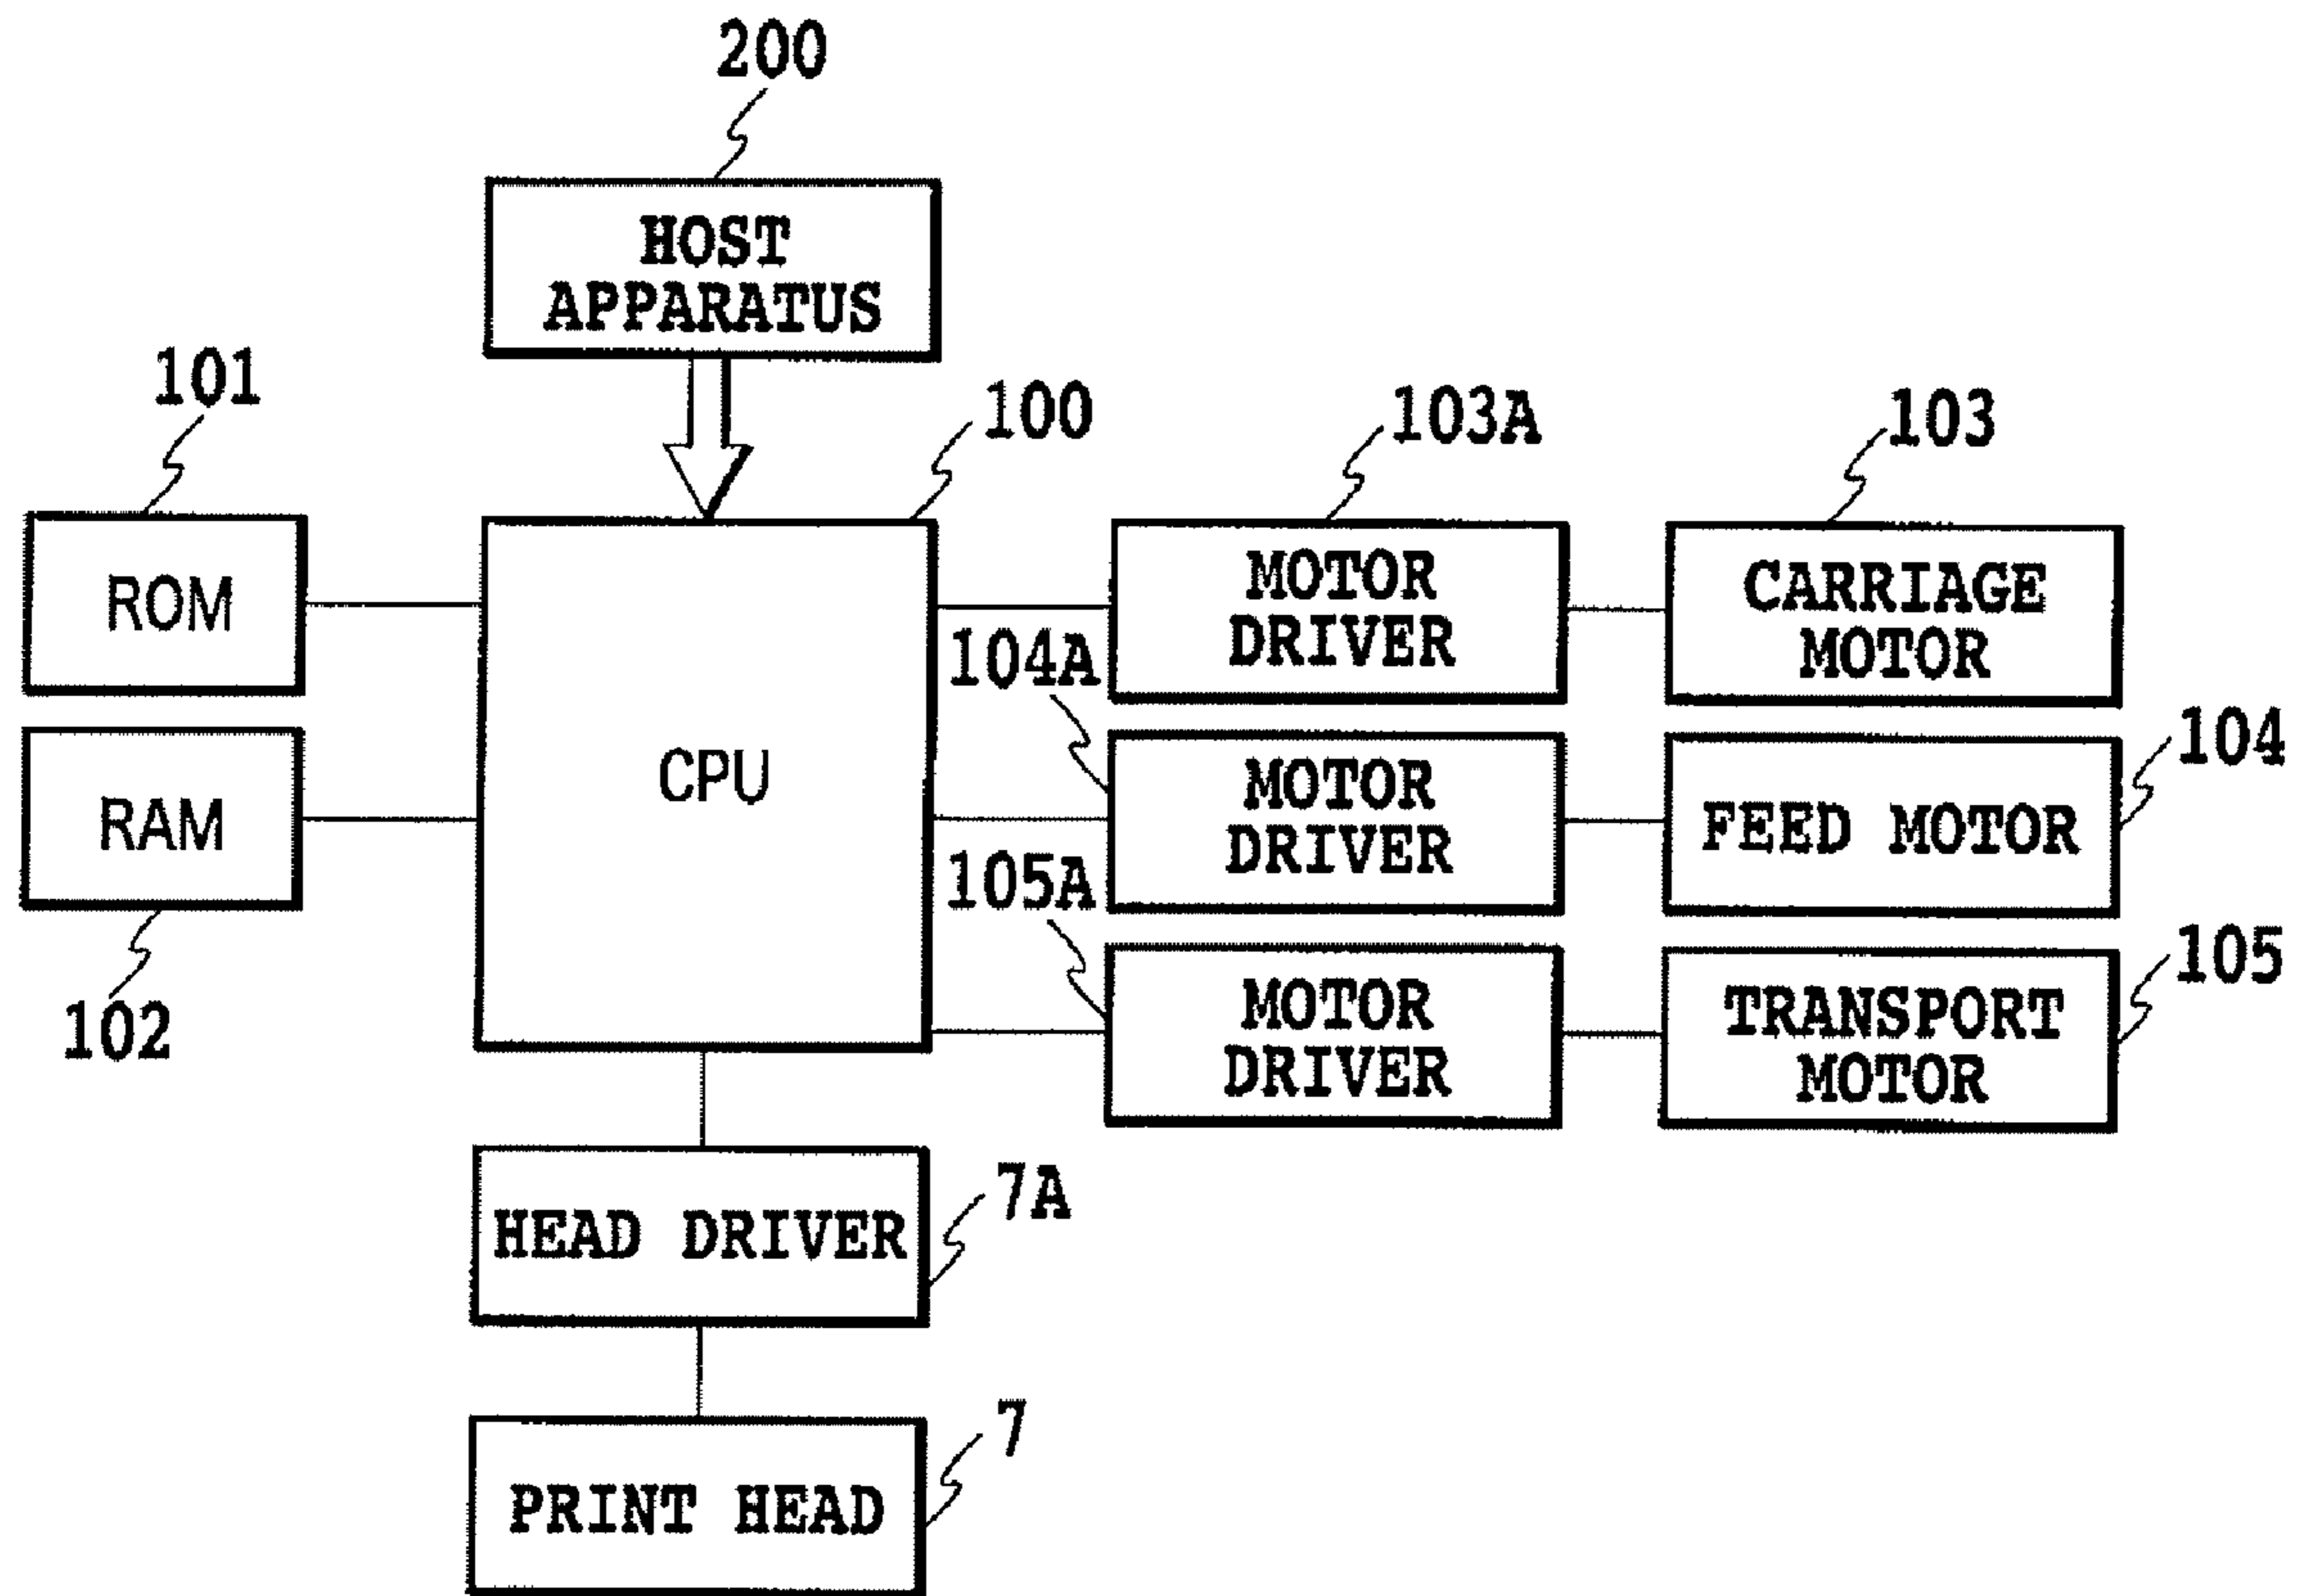 200
HOST
APPARATUS
101
100
103A
103
ROM
MOTOR
DRIVER
CARRIAGE
MOTOR
104A
104
RAM
CPU
MOTOR
DRIVER
FEED MOTOR
105A
105
102
MOTOR
DRIVER
TRANSPORT
MOTOR
HEAD DRIVER
7A
PRINT HEAD
7